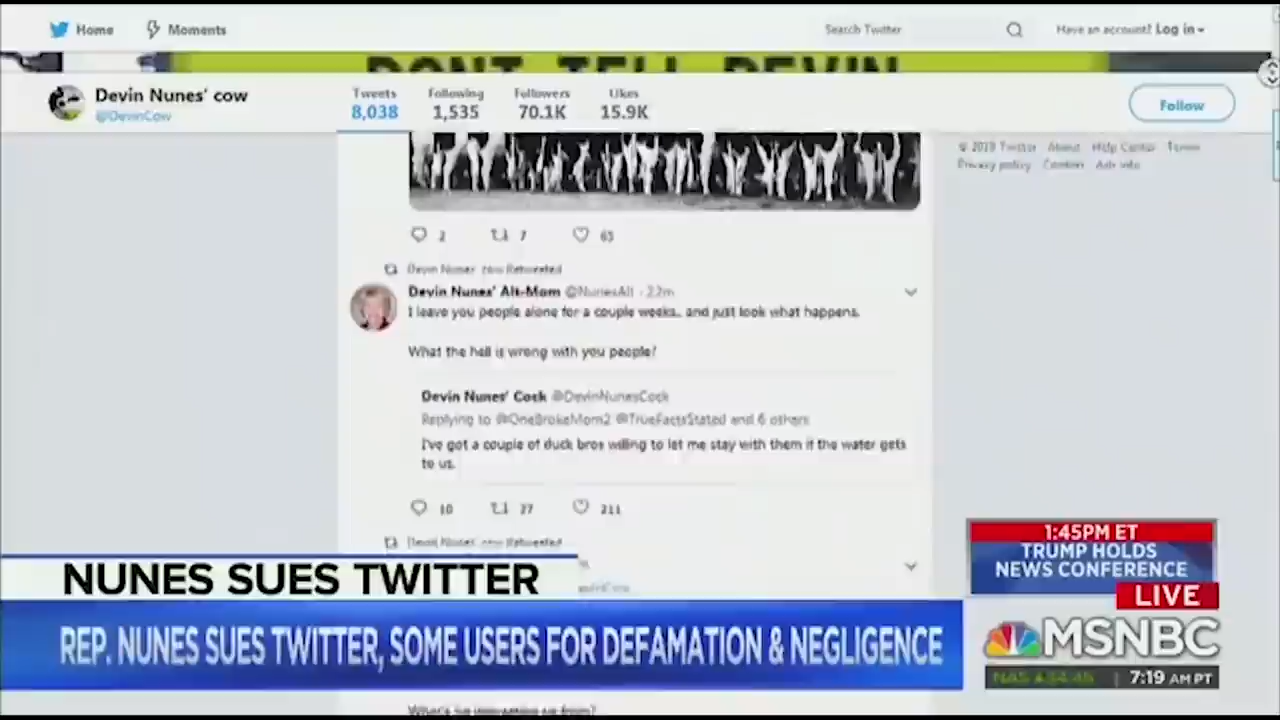 Home Moments Search Twitter Have an account? Log in
DONT TELL DEVIN
Devin Nunes' cow
@DevinCow
Tweets Following Followers Likes
8,038 1,535 70.1K 15.9K
Follow
© 2019 Twitter About Help Center Terms
Privacy policy Cookies Ads info
2 7 63
Devin Nunes' cow Retweeted
Devin Nunes' Alt-Mom @NunesAlt · 22m
I leave you people alone for a couple weeks.. and just look what happens.
What the hell is wrong with you people?
Devin Nunes' Cock @DevinNunesCock
Replying to @OneBrokeMom2 @TrueFactsStated and 6 others
I've got a couple of duck bros willing to let me stay with them if the water gets
to us.
10 27 211
Devin Nunes' cow Retweeted
NUNES SUES TWITTER
REP. NUNES SUES TWITTER, SOME USERS FOR DEFAMATION & NEGLIGENCE
1:45PM ET
TRUMP HOLDS
NEWS CONFERENCE
LIVE
MSNBC
NAS
7:19 AM PT